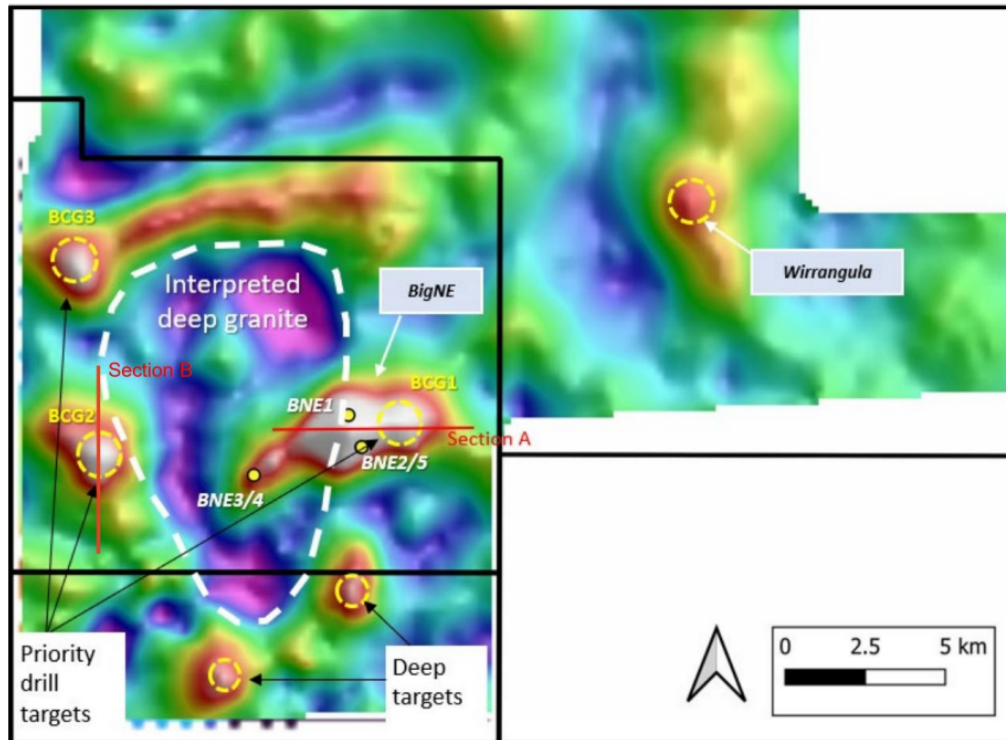 BCG3
Interpreted
deep granite
BigNE
Wirrangula
Section B
BCG2
BNE1
BCG1
Section A
BNE2/5
BNE3/4
Priority
drill
targets
Deep
targets
0 2.5 5 km